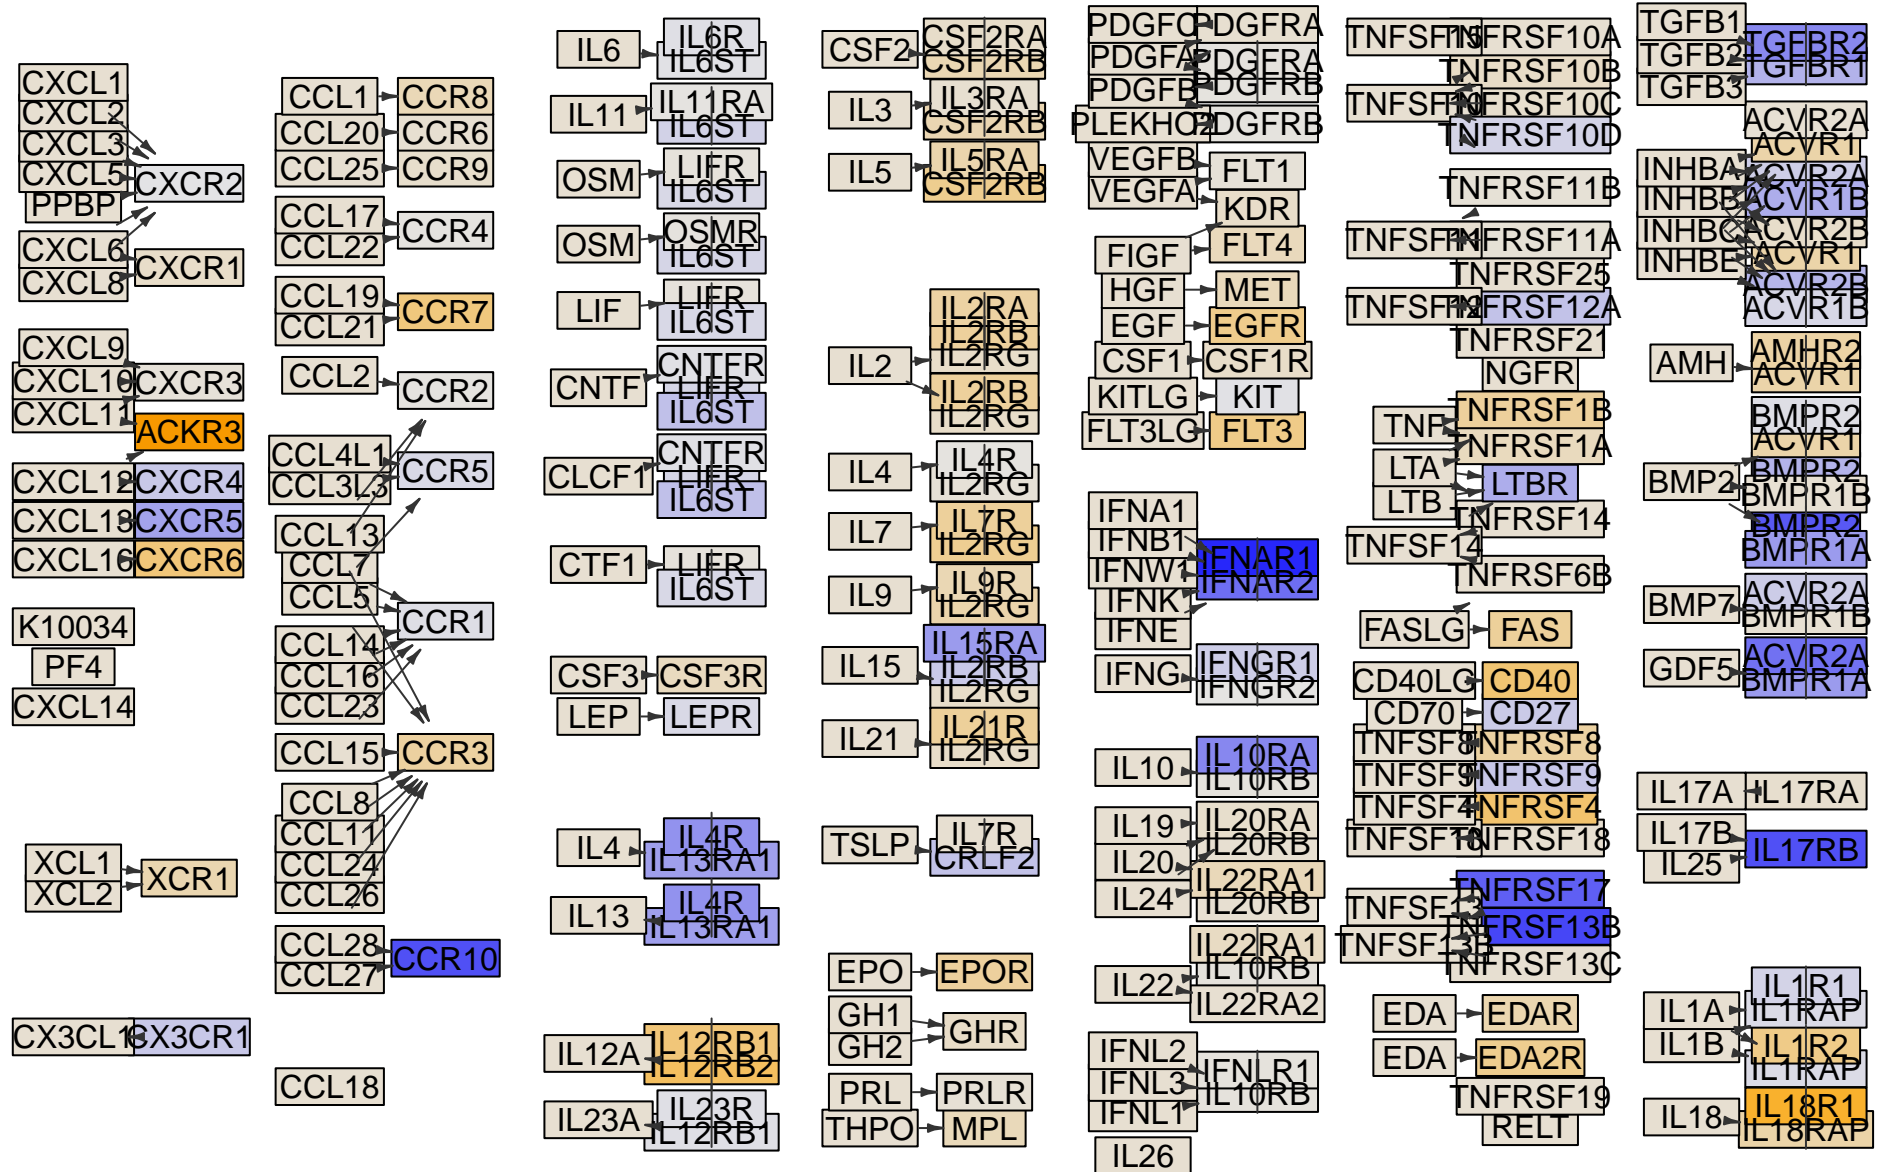 CXCL1
CXCL2
CXCL3
CXCL5
PPBP
CXCR2
CXCL6
CXCL8
CXCR1
CXCL9
CXCL10
CXCL11
CXCR3
ACKR3
CXCL12
CXCR4
CXCL13
CXCR5
CXCL16
CXCR6
K10034
PF4
CXCL14
XCL1
XCL2
XCR1
CX3CL1
CX3CR1
CCL1
CCR8
CCL20
CCR6
CCL25
CCR9
CCL17
CCL22
CCR4
CCL19
CCL21
CCR7
CCL2
CCR2
CCL4L1
CCL3L3
CCR5
CCL13
CCL7
CCL5
CCR1
CCL14
CCL16
CCL23
CCL15
CCR3
CCL8
CCL11
CCL24
CCL26
CCL28
CCL27
CCR10
CCL18
IL6
IL6R
IL6ST
IL11
IL11RA
IL6ST
OSM
LIFR
IL6ST
OSM
OSMR
IL6ST
LIF
LIFR
IL6ST
CNTF
CNTFR
LIFR
IL6ST
CLCF1
CNTFR
LIFR
IL6ST
CTF1
LIFR
IL6ST
CSF3
CSF3R
LEP
LEPR
IL4
IL4R
IL13RA1
IL13
IL4R
IL13RA1
IL12A
IL12RB1
IL12RB2
IL23A
IL23R
IL12RB1
CSF2
CSF2RA
CSF2RB
IL3
IL3RA
CSF2RB
IL5
IL5RA
CSF2RB
IL2
IL2RA
IL2RB
IL2RG
IL2RB
IL2RG
IL4
IL4R
IL2RG
IL7
IL7R
IL2RG
IL9
IL9R
IL2RG
IL15
IL15RA
IL2RB
IL2RG
IL21
IL21R
IL2RG
TSLP
IL7R
CRLF2
EPO
EPOR
GH1
GH2
GHR
PRL
PRLR
THPO
MPL
PDGFC
PDGFRA
PDGFA
PDGFRA
PDGFRB
PDGFB
PLEKHO2
PDGFRB
VEGFB
VEGFA
FLT1
KDR
FLT4
FIGF
HGF
MET
EGF
EGFR
CSF1
CSF1R
KITLG
KIT
FLT3LG
FLT3
IFNA1
IFNB1
IFNW1
IFNK
IFNE
IFNAR1
IFNAR2
IFNG
IFNGR1
IFNGR2
IL10
IL10RA
IL10RB
IL19
IL20
IL24
IL20RA
IL20RB
IL22RA1
IL20RB
IL22
IL22RA1
IL10RB
IL22RA2
IFNL2
IFNL3
IFNL1
IFNLR1
IL10RB
IL26
TNFRSF10A
TNFRSF10B
TNFRSF10C
TNFRSF10D
TNFRSF11B
TNFSF11
TNFRSF11A
TNFRSF25
TNFSF12
TNFRSF12A
TNFRSF21
NGFR
TNF
TNFRSF1B
TNFRSF1A
LTA
LTB
LTBR
TNFRSF14
TNFSF14
TNFRSF6B
FASLG
FAS
CD40LG
CD40
CD70
CD27
TNFSF8
TNFRSF8
TNFSF9
TNFRSF9
TNFSF4
TNFRSF4
TNFSF18
TNFRSF18
TNFSF13
TNFRSF17
TNFRSF13B
TNFSF13B
TNFRSF13C
EDA
EDAR
EDA
EDA2R
TNFRSF19
RELT
TGFB1
TGFB2
TGFB3
TGFBR2
TGFBR1
ACVR2A
ACVR1
INHBA
INHBB
INHBC
INHBE
ACVR2A
ACVR1B
ACVR2B
ACVR1
ACVR2B
ACVR1B
AMH
AMHR2
ACVR1
BMP2
BMPR2
ACVR1
BMPR2
BMPR1B
BMPR2
BMPR1A
BMP7
ACVR2A
BMPR1B
GDF5
ACVR2A
BMPR1A
IL17A
IL17RA
IL17B
IL25
IL17RB
IL1A
IL1B
IL1R1
IL1RAP
IL1R2
IL1RAP
IL18
IL18R1
IL18RAP